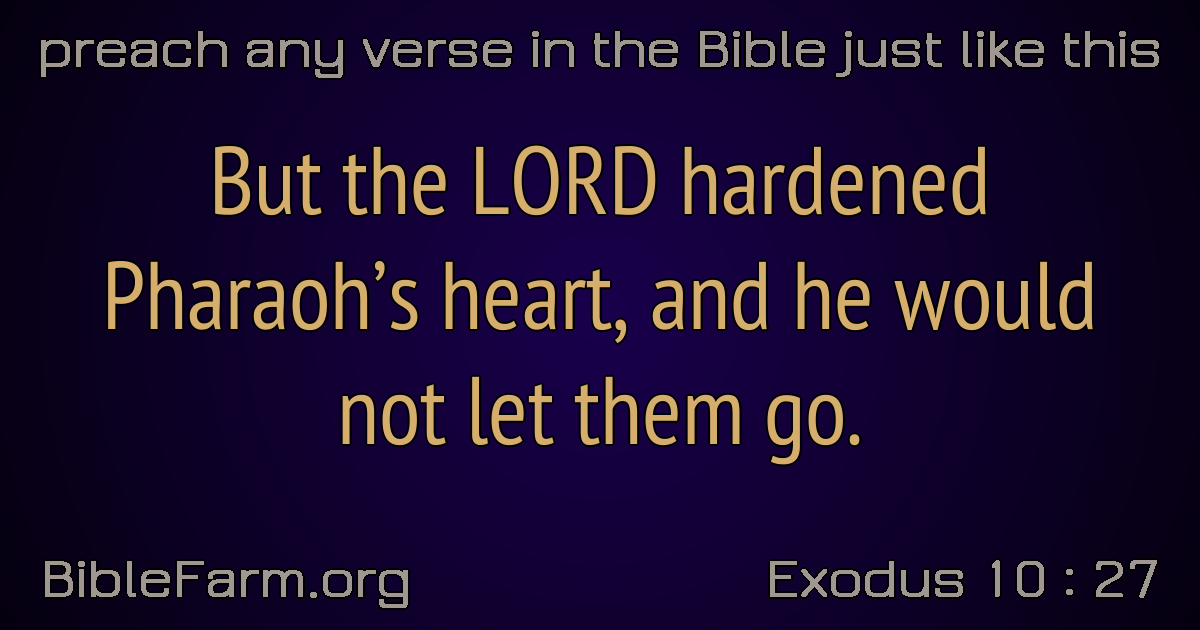 preach any verse in the Bible just like this
But the LORD hardened
Pharaoh’s heart, and he would
not let them go.
BibleFarm.org
Exodus 10 : 27